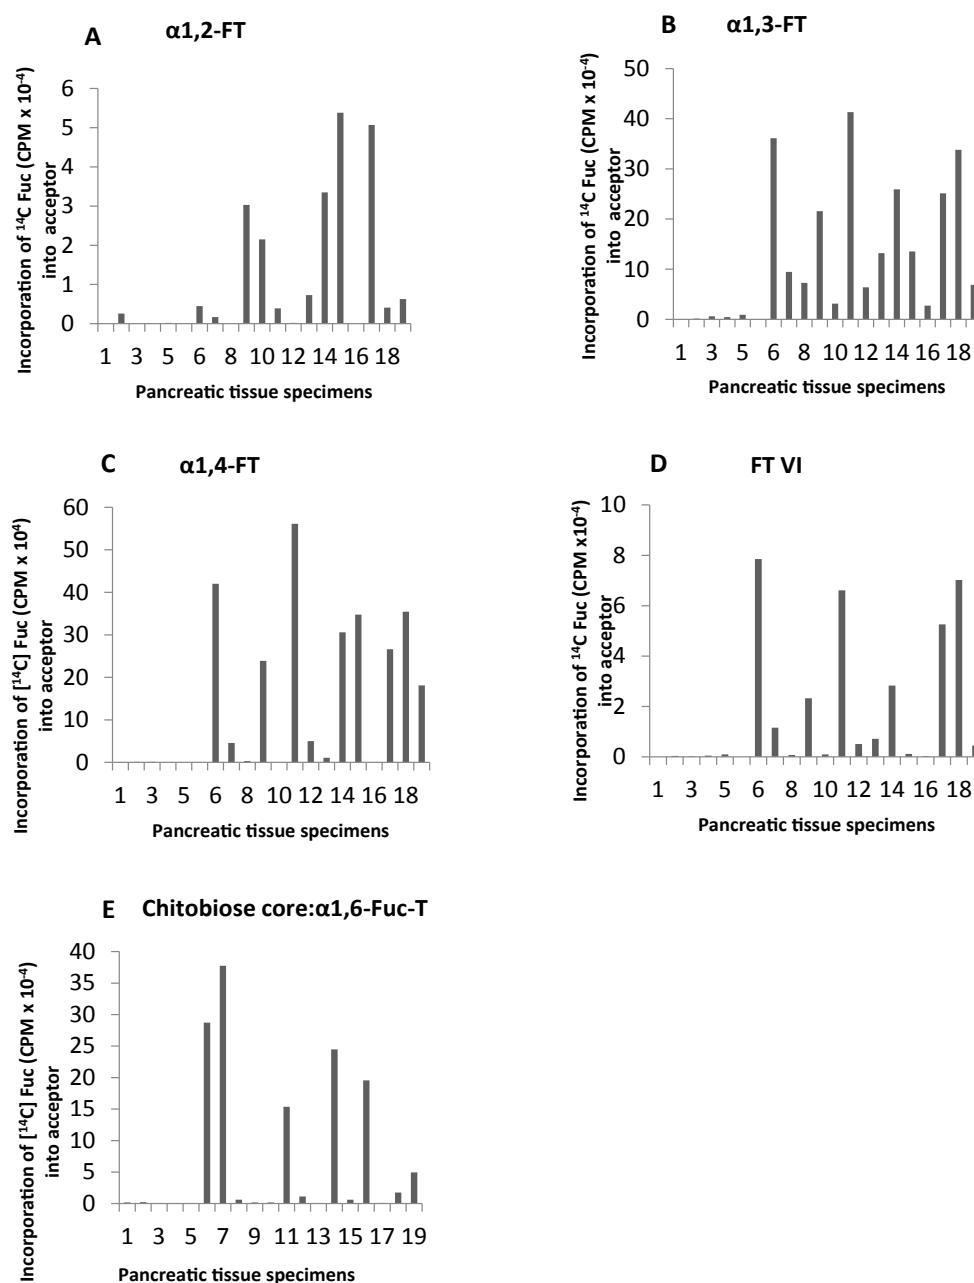 A α1,2-FT
Incorporation of ¹⁴C Fuc (CPM x 10⁻⁴)
into acceptor
6
5
4
3
2
1
0
1 3 5 6 8 10 12 14 16 18
Pancreatic tissue specimens
B α1,3-FT
Incorporation of ¹⁴C Fuc (CPM x 10⁻⁴)
into acceptor
50
40
30
20
10
0
1 3 5 6 8 10 12 14 16 18
Pancreatic tissue specimens
C α1,4-FT
Incorporation of [¹⁴C] Fuc (CPM x 10⁴)
into acceptor
60
50
40
30
20
10
0
1 3 5 6 8 10 12 14 16 18
Pancreatic tissue specimens
D FT VI
Incorporation of ¹⁴C Fuc (CPM x10⁻⁴)
into acceptor
10
8
6
4
2
0
1 3 5 6 8 10 12 14 16 18
Pancreatic tissue specimens
E Chitobiose core:α1,6-Fuc-T
Incorporation of [¹⁴C] Fuc (CPM x 10⁻⁴)
into acceptor
40
35
30
25
20
15
10
5
0
1 3 5 7 9 11 13 15 17 19
Pancreatic tissue specimens